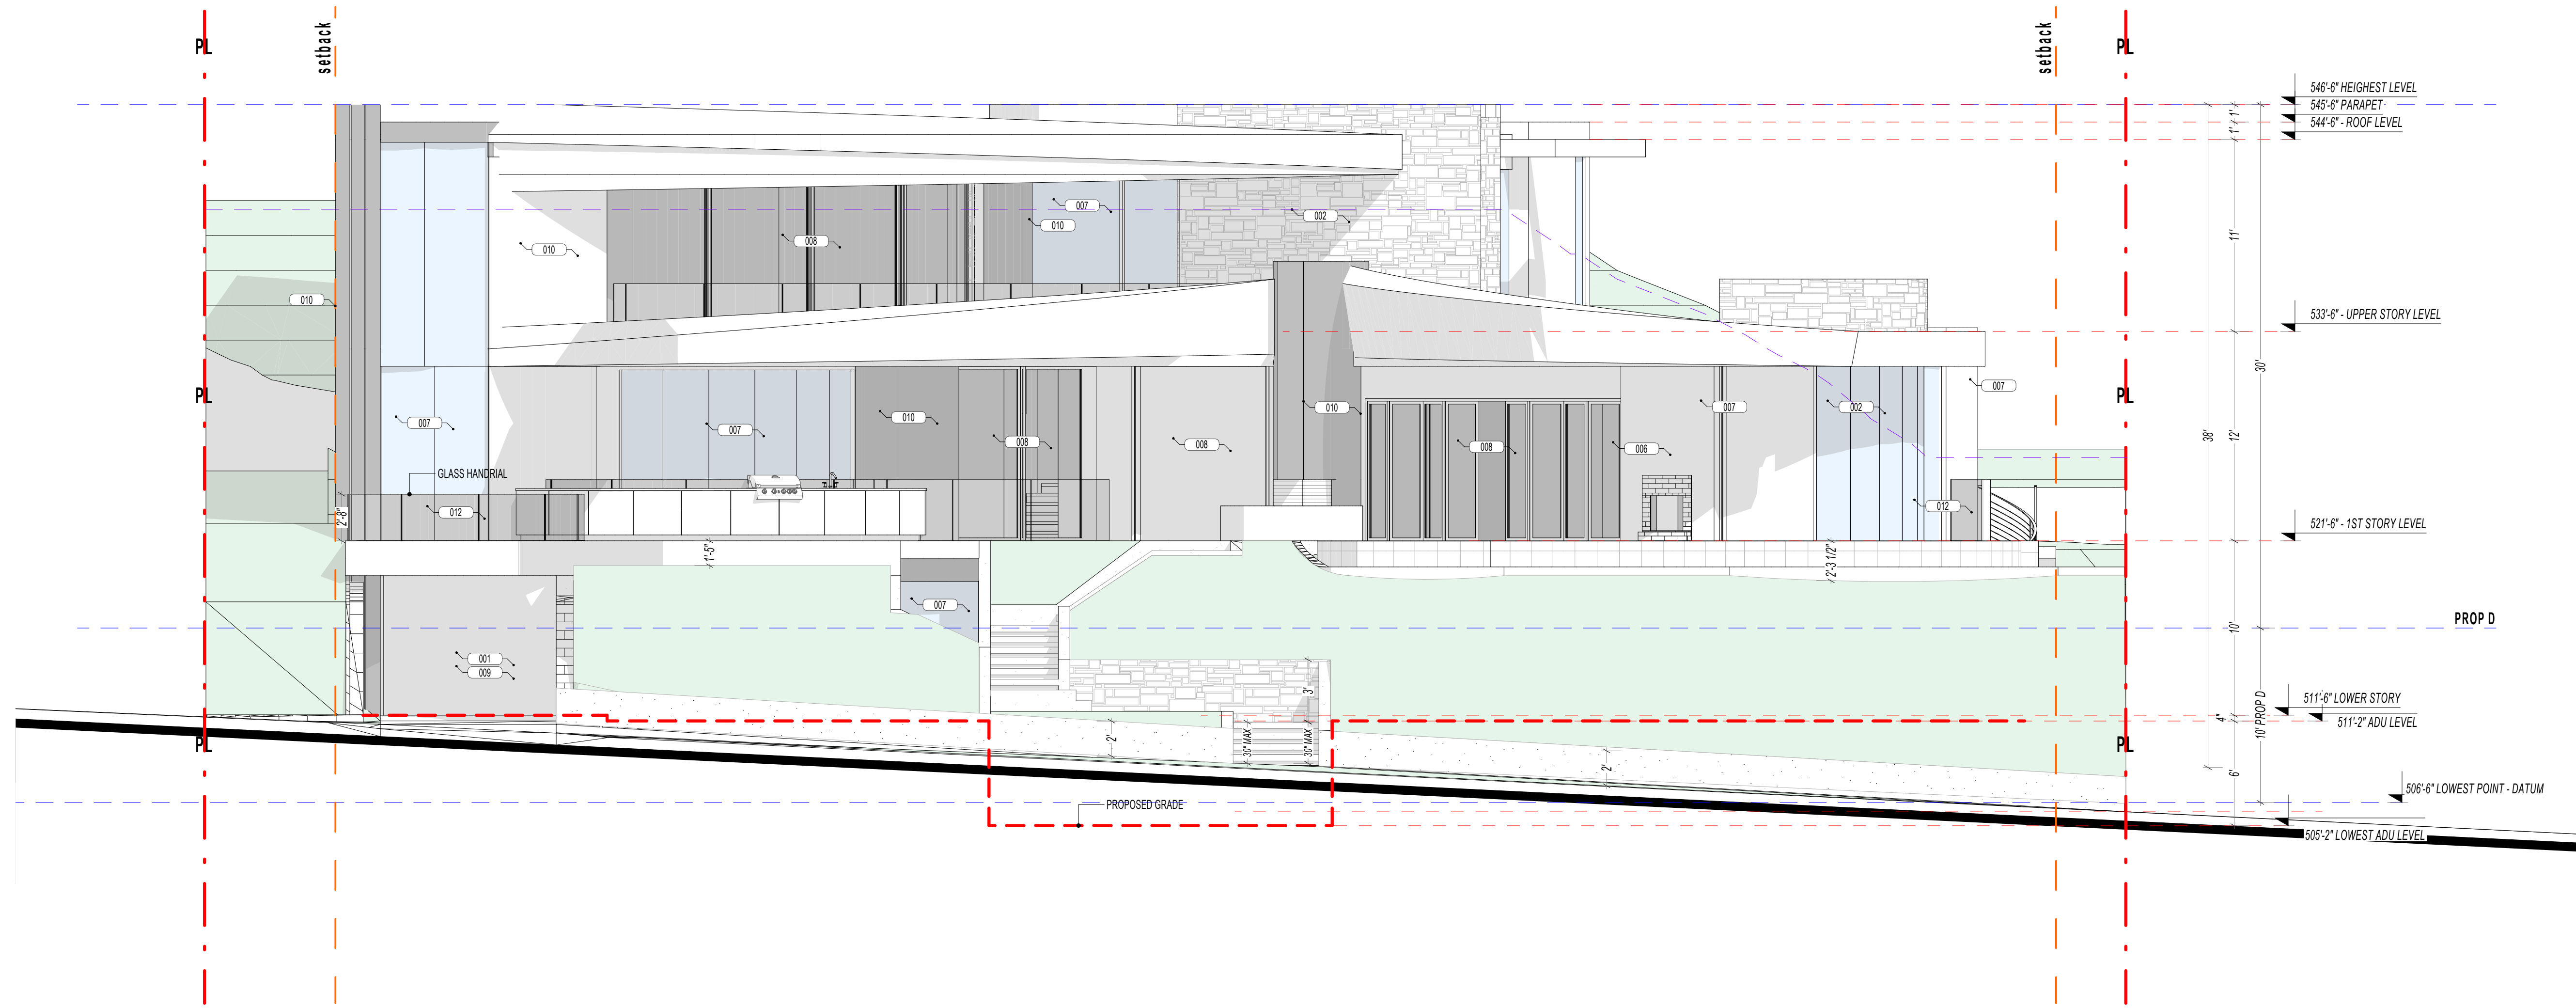 PL
setback
setback
PL
546'-6" HEIGHEST LEVEL
545'-6" PARAPET
544'-6" - ROOF LEVEL
1'
1'
007
002
010
008
010
11'
010
533'-6" - UPPER STORY LEVEL
30'
PL
PL
007
007
010
010
007
002
007
008
008
008
006
38'
12'
GLASS HANDRIAL
012
012
2'-8"
521'-6" - 1ST STORY LEVEL
1'-5"
2'-3 1/2"
007
PROP D
10'
001
009
3'
511'-6" LOWER STORY
4"
511'-2" ADU LEVEL
10' PROP D
PL
PL
2'
30" MAX
30" MAX
2'
6'
506'-6" LOWEST POINT - DATUM
PROPOSED GRADE
505'-2" LOWEST ADU LEVEL